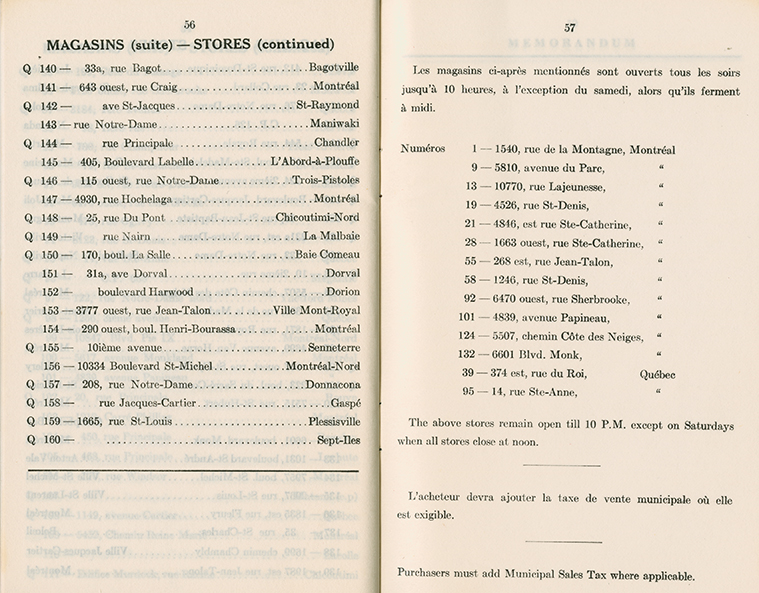 56
MAGASINS (suite) — STORES (continued)
Q 140 — 33a, rue Bagot........................Bagotville
141 — 643 ouest, rue Craig........................Montréal
Q 142 — ave St-Jacques........................St-Raymond
143 — rue Notre-Dame........................Maniwaki
Q 144 — rue Principale........................Chandler
145 — 405, Boulevard Labelle................L'Abord-à-Plouffe
Q 146 — 115 ouest, rue Notre-Dame............Trois-Pistoles
147 — 4930, rue Hochelaga........................Montréal
Q 148 — 25, rue Du Pont................Chicoutimi-Nord
Q 149 — rue Nairn........................La Malbaie
Q 150 — 170, boul. La Salle....................Baie Comeau
151 — 31a, ave Dorval........................Dorval
152 — boulevard Harwood........................Dorion
153 — 3777 ouest, rue Jean-Talon..........Ville Mont-Royal
154 — 290 ouest, boul. Henri-Bourassa............Montréal
Q 155 — 10ième avenue........................Senneterre
156 — 10334 Boulevard St-Michel............Montréal-Nord
Q 157 — 208, rue Notre-Dame....................Donnacona
Q 158 — rue Jacques-Cartier........................Gaspé
Q 159 — 1665, rue St-Louis....................Plessisville
Q 160 — ........................Sept-Iles
57
MEMORANDUM
Les magasins ci-après mentionnés sont ouverts tous les soirs
jusqu'à 10 heures, à l'exception du samedi, alors qu'ils ferment
à midi.
Numéros 1 — 1540, rue de la Montagne, Montréal
9 — 5810, avenue du Parc, “
13 — 10770, rue Lajeunesse, “
19 — 4526, rue St-Denis, “
21 — 4846, est rue Ste-Catherine, “
28 — 1663 ouest, rue Ste-Catherine, “
55 — 268 est, rue Jean-Talon, “
58 — 1246, rue St-Denis, “
92 — 6470 ouest, rue Sherbrooke, “
101 — 4839, avenue Papineau, “
124 — 5507, chemin Côte des Neiges, “
132 — 6601 Blvd. Monk, “
39 — 374 est, rue du Roi, Québec
95 — 14, rue Ste-Anne, “
The above stores remain open till 10 P.M. except on Saturdays
when all stores close at noon.
L'acheteur devra ajouter la taxe de vente municipale où elle
est exigible.
Purchasers must add Municipal Sales Tax where applicable.